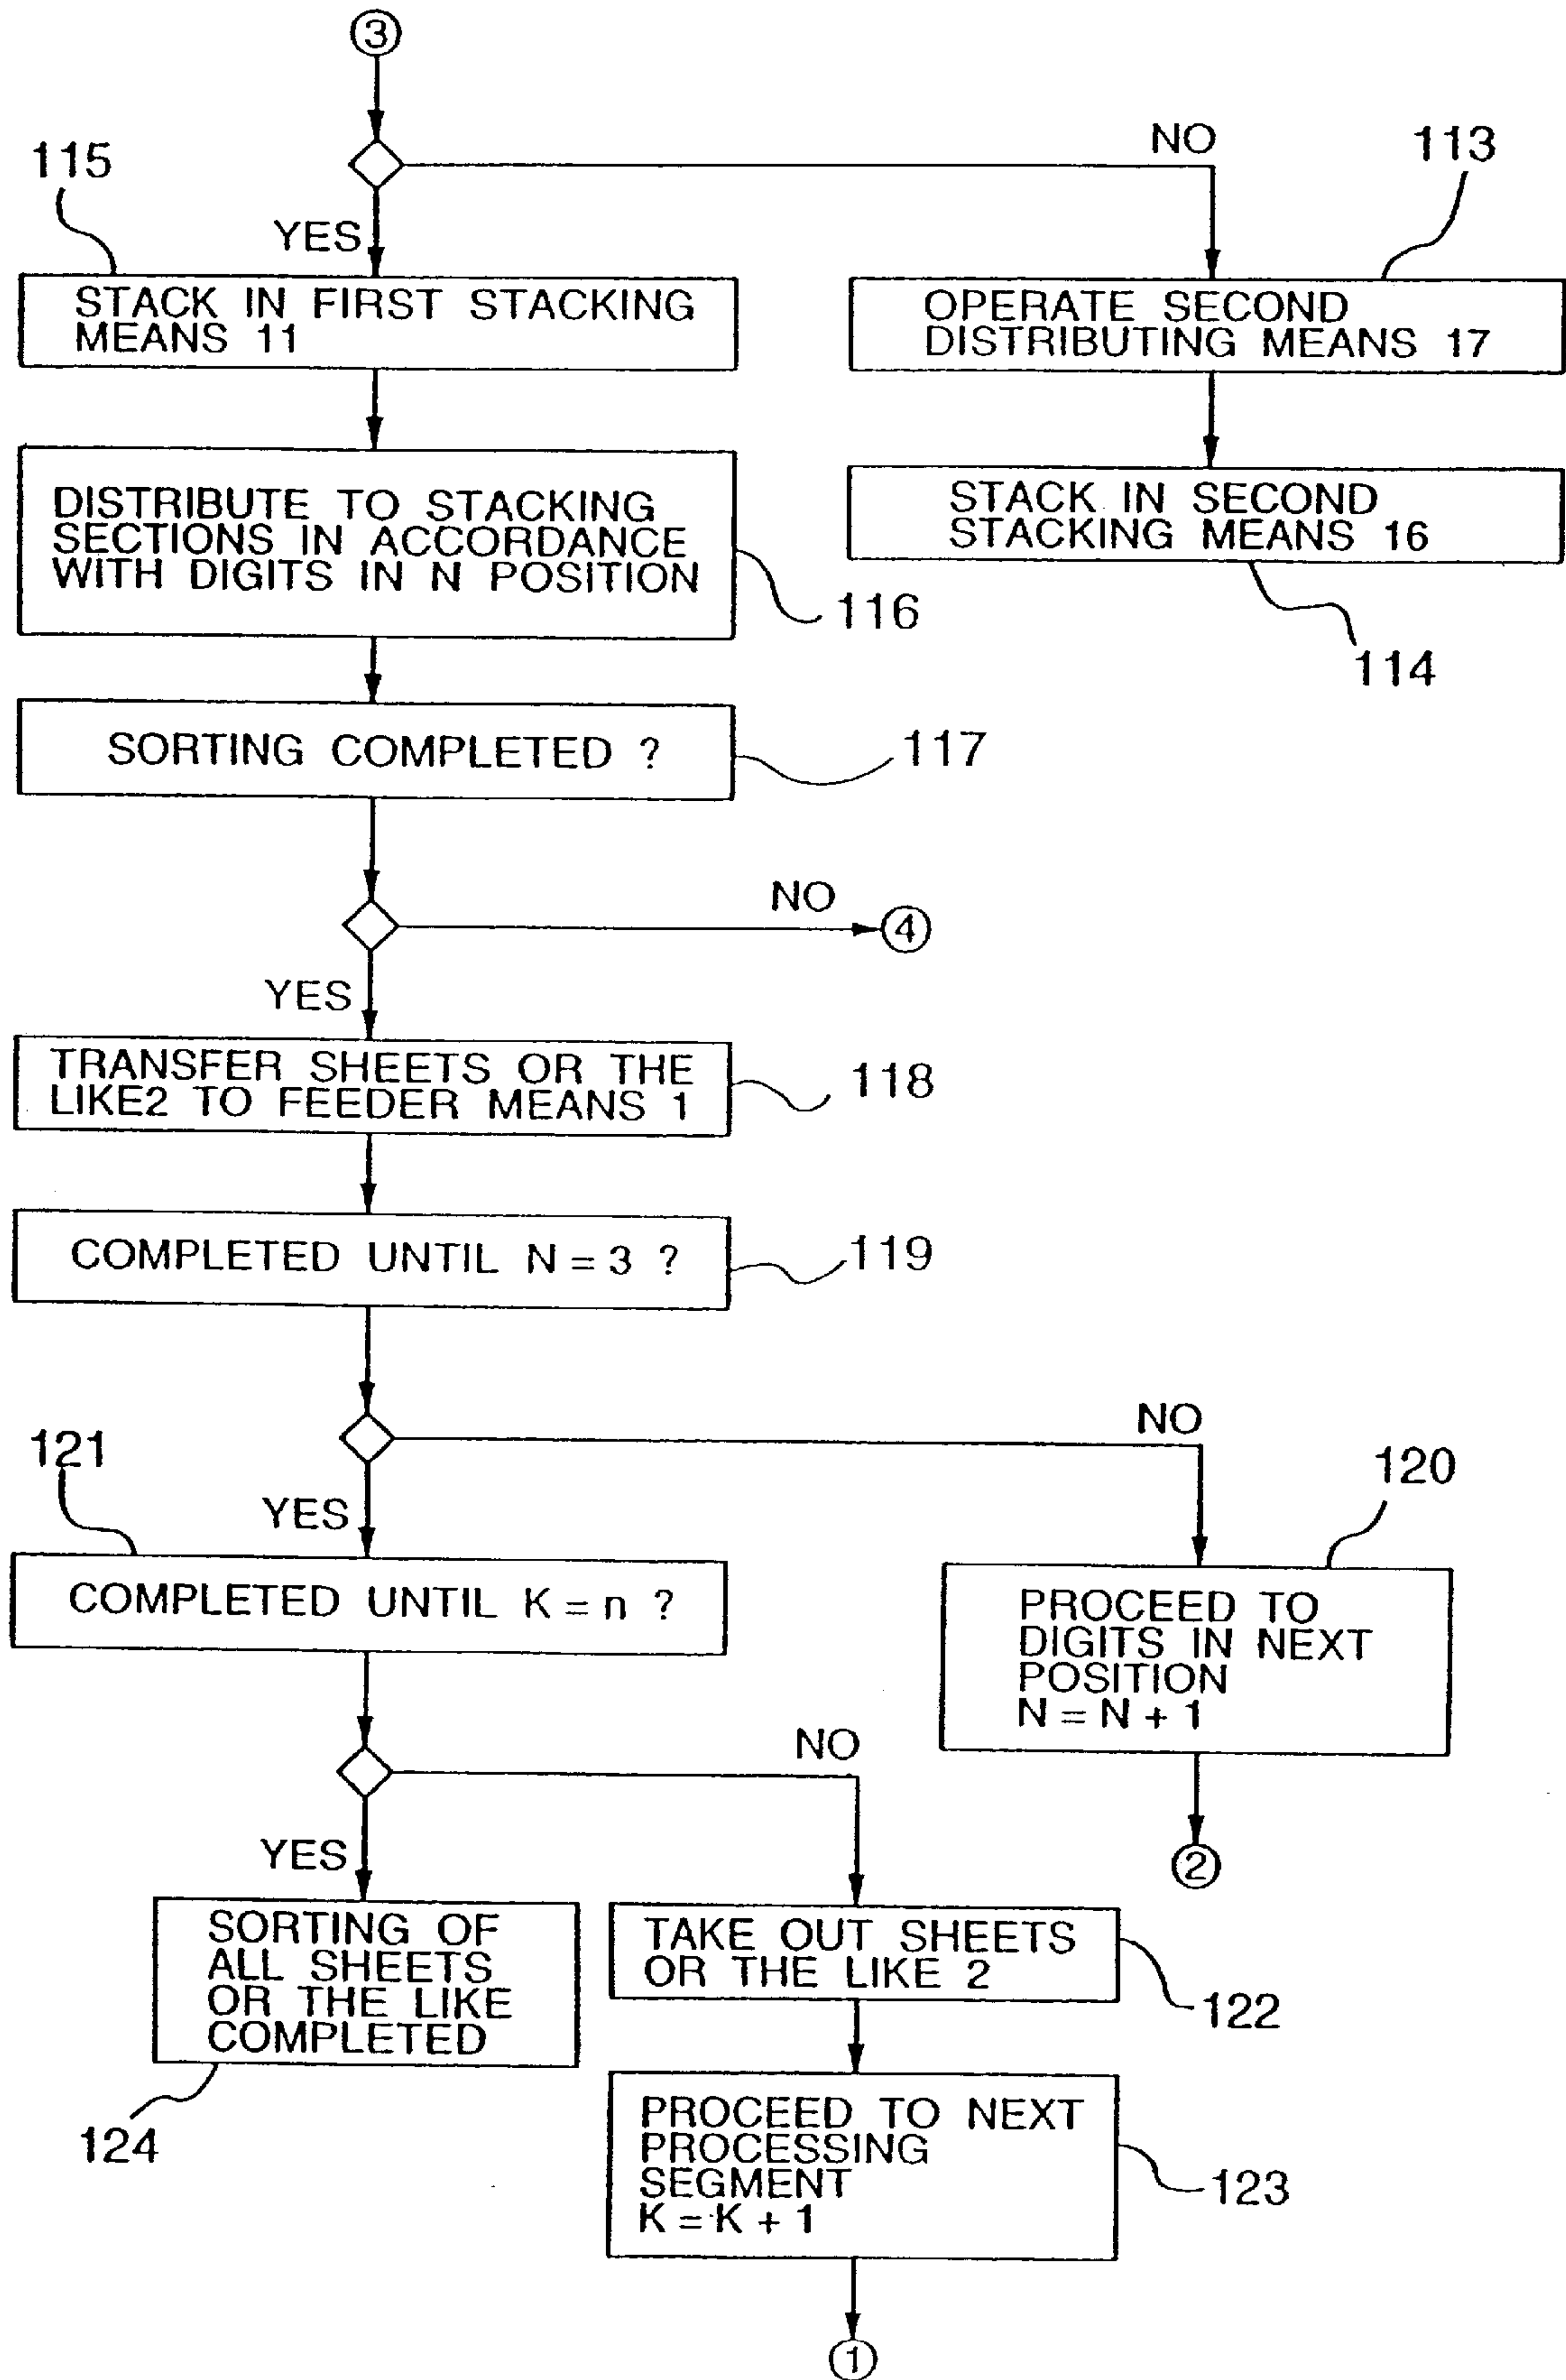 ③
NO
113
115
YES
STACK IN FIRST STACKING
MEANS 11
OPERATE SECOND
DISTRIBUTING MEANS 17
DISTRIBUTE TO STACKING
SECTIONS IN ACCORDANCE
WITH DIGITS IN N POSITION
STACK IN SECOND
STACKING MEANS 16
116
114
SORTING COMPLETED ?
117
NO
④
YES
TRANSFER SHEETS OR THE
LIKE2 TO FEEDER MEANS 1
118
COMPLETED UNTIL N = 3 ?
119
NO
121
120
YES
COMPLETED UNTIL K = n ?
PROCEED TO
DIGITS IN NEXT
POSITION
N = N + 1
NO
②
YES
SORTING OF
ALL SHEETS
OR THE LIKE
COMPLETED
TAKE OUT SHEETS
OR THE LIKE 2
122
124
PROCEED TO NEXT
PROCESSING
SEGMENT
K = K + 1
123
①